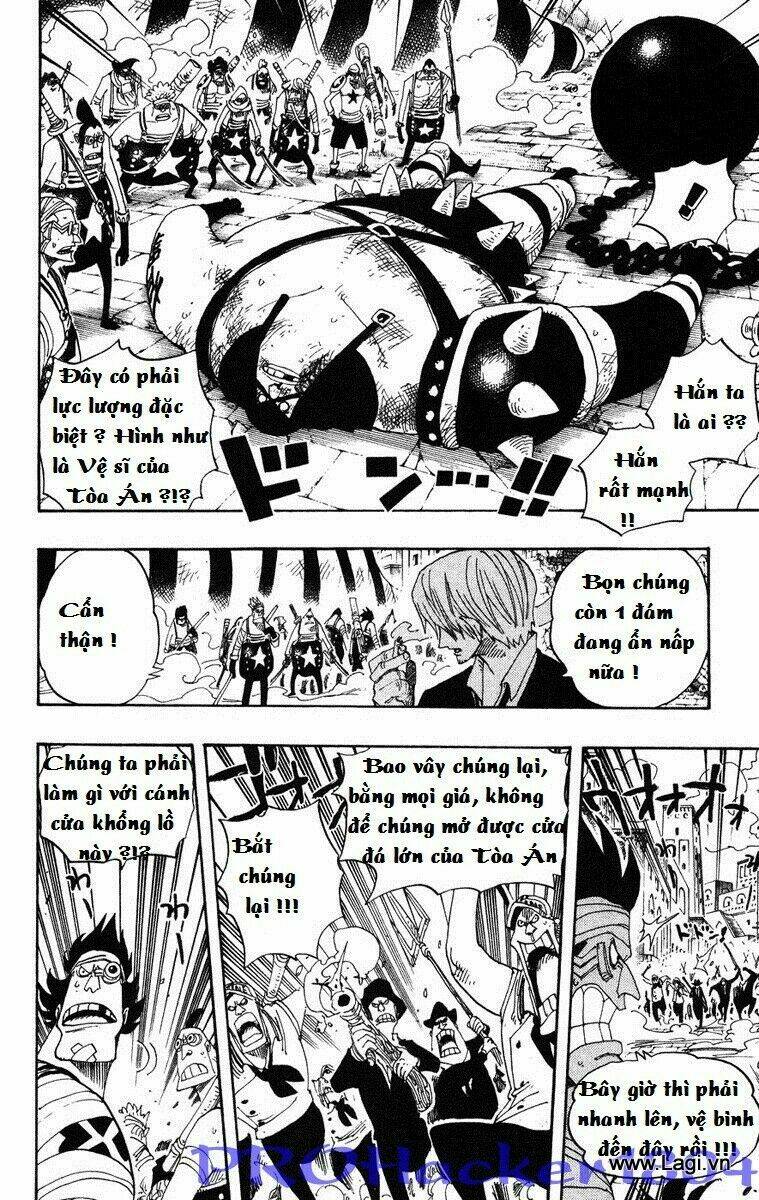 !
Đây có phải
lực lượng đặc
biệt ? Hình như
là Vệ sĩ của
Tòa Án ?!?
Hắn ta
là ai ??
Hắn
rất mạnh
!!
ドドン...!!
Cẩn
thận !
Bọn chúng
còn 1 đám
đang ẩn nấp
nữa !
Chúng ta phải
làm gì với cánh
cửa khổng lồ
này ?!?
Bao vây chúng lại,
bằng mọi giá, không
để chúng mở được cửa
đá lớn của Tòa Án
Bắt
chúng
lại !!!
Bây giờ thì phải
nhanh lên, vệ binh
đến đây rồi !!!
PROHacker1804
www.Lagi.vn